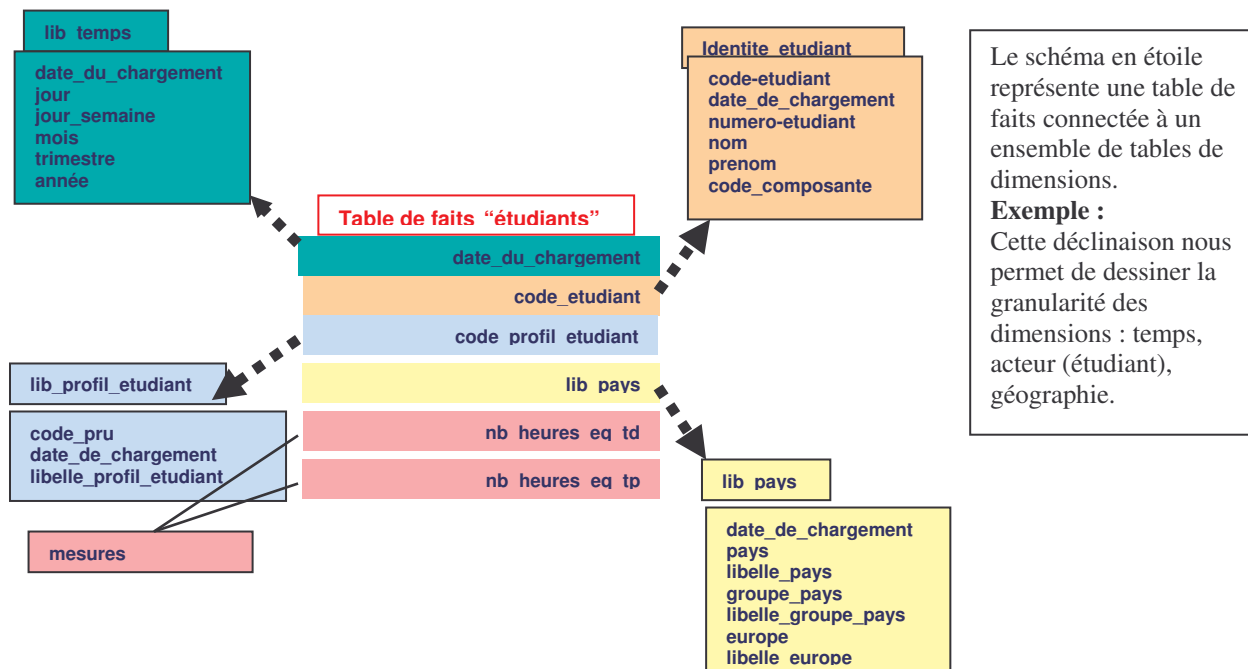 lib_temps
date_du_chargement
jour
jour_semaine
mois
trimestre
année
Identite_etudiant
code-etudiant
date_de_chargement
numero-etudiant
nom
prenom
code_composante
Table de faits “étudiants”
date_du_chargement
code_etudiant
code_profil_etudiant
lib_pays
nb_heures_eq_td
nb_heures_eq_tp
lib_profil_etudiant
code_pru
date_de_chargement
libelle_profil_etudiant
mesures
lib_pays
date_de_chargement
pays
libelle_pays
groupe_pays
libelle_groupe_pays
europe
libelle_europe
Le schéma en étoile
représente une table de
faits connectée à un
ensemble de tables de
dimensions.
Exemple :
Cette déclinaison nous
permet de dessiner la
granularité des
dimensions : temps,
acteur (étudiant),
géographie.